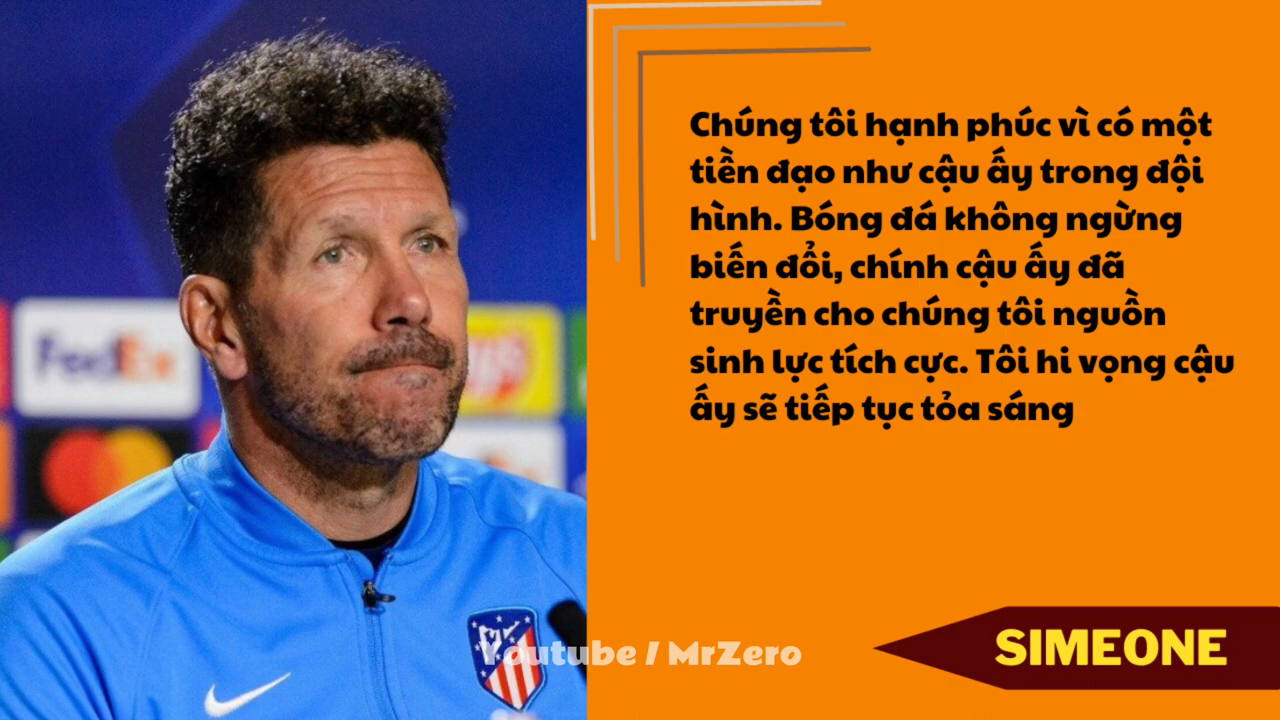 Chúng tôi hạnh phúc vì có một
tiền đạo như cậu ấy trong đội
hình. Bóng đá không ngừng
biến đổi, chính cậu ấy đã
truyền cho chúng tôi nguồn
sinh lực tích cực. Tôi hi vọng cậu
ấy sẽ tiếp tục tỏa sáng
FedEx
Youtube / MrZero
SIMEONE